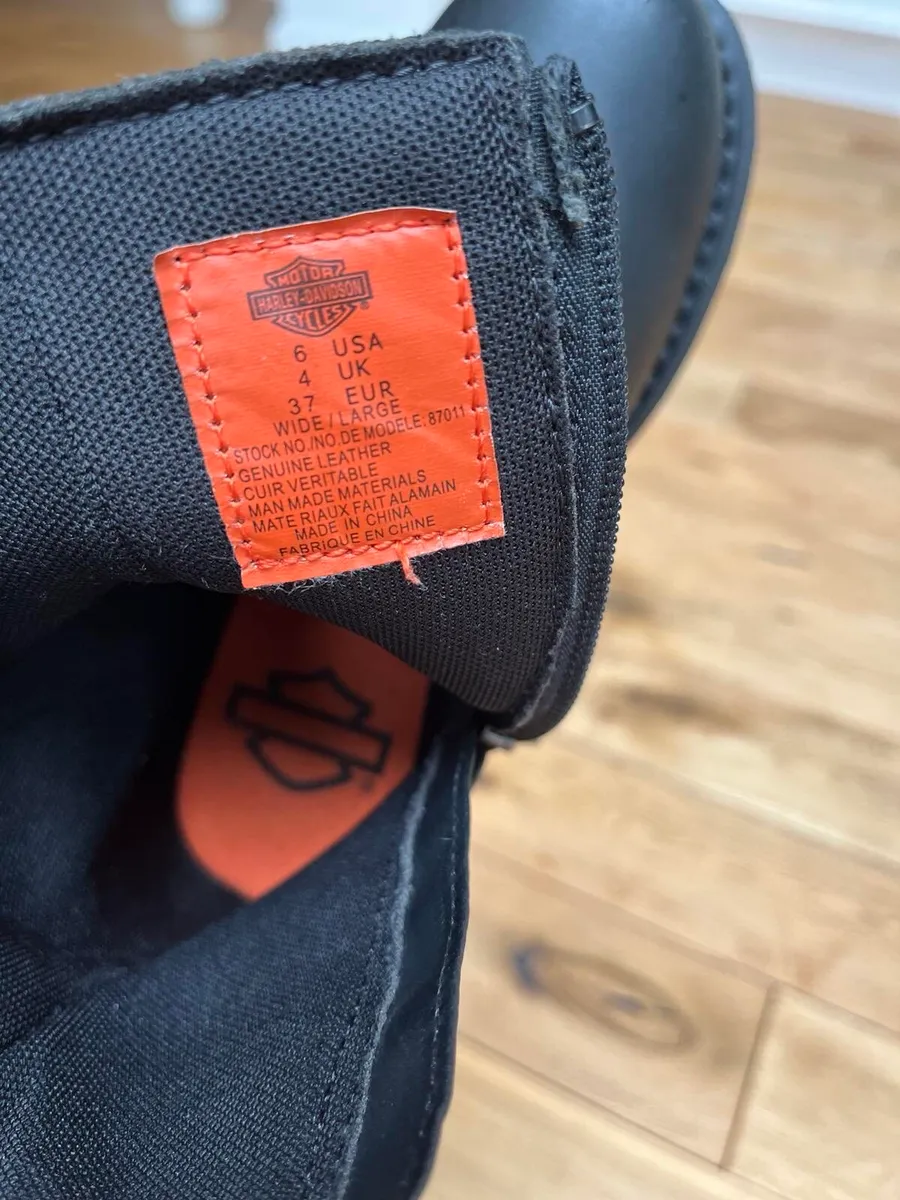 MOTOR
HARLEY-DAVIDSON
CYCLES
6 USA
4 UK
37 EUR
WIDE/LARGE
STOCK NO./NO.DE MODELE: 87011
GENUINE LEATHER
CUIR VERITABLE
MAN MADE MATERIALS
MATE RIAUX FAIT ALAMAIN
MADE IN CHINA
FABRIQUE EN CHINE